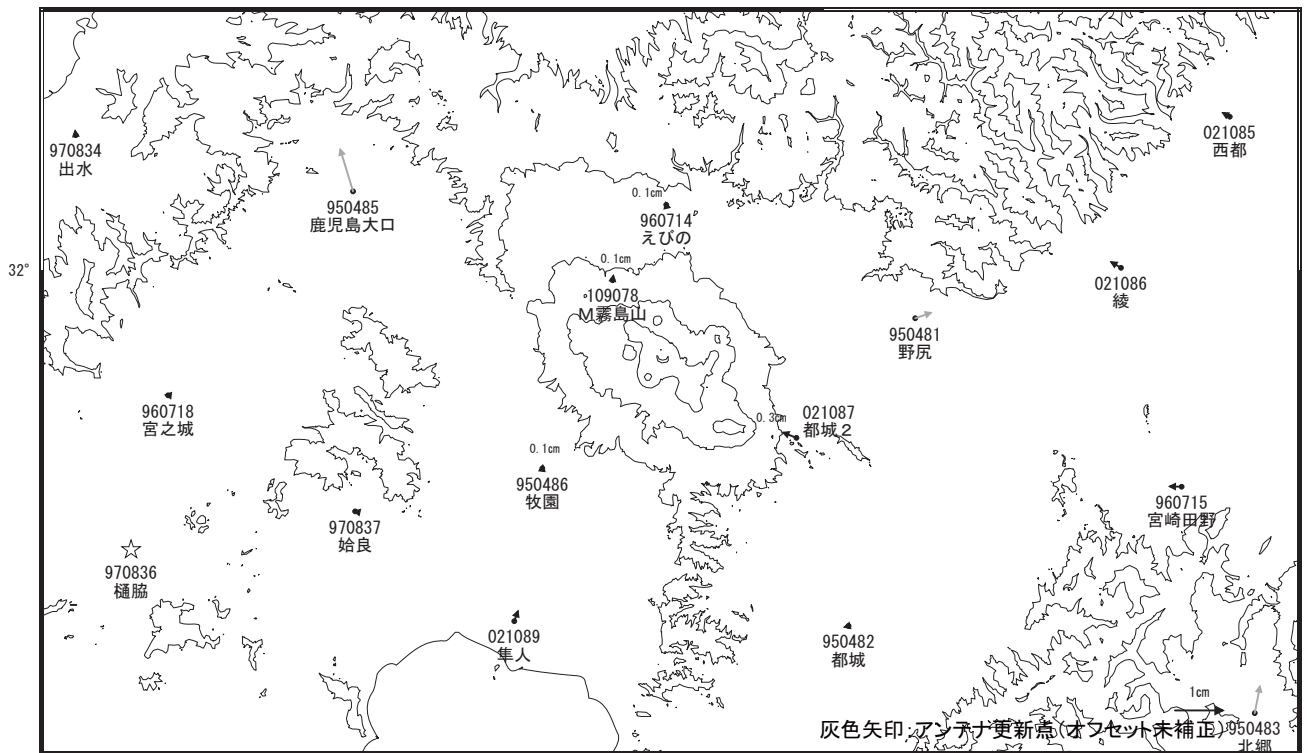 970834
出水
950485
鹿児島大口
0.1cm
960714
えびの
021085
西都
32°
0.1cm
109078
M霧島山
021086
綾
950481
野尻
960718
宮之城
0.3cm
021087
都城2
0.1cm
950486
牧園
970837
姶良
960715
宮崎田野
970836
樋脇
021089
隼人
950482
都城
1cm
灰色矢印:アンテナ更新点(オフセット未補正)
950483
北郷